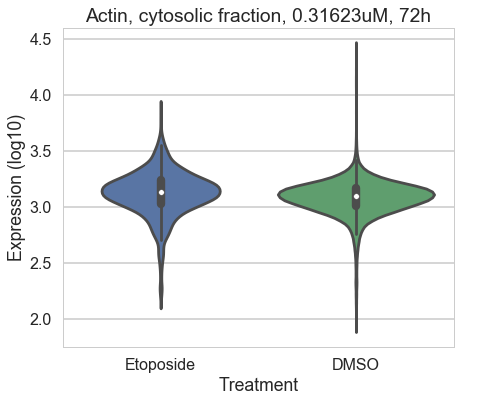 Actin, cytosolic fraction, 0.31623uM, 72h
Expression (log10)
4.5
4.0
3.5
3.0
2.5
2.0
Etoposide DMSO
Treatment